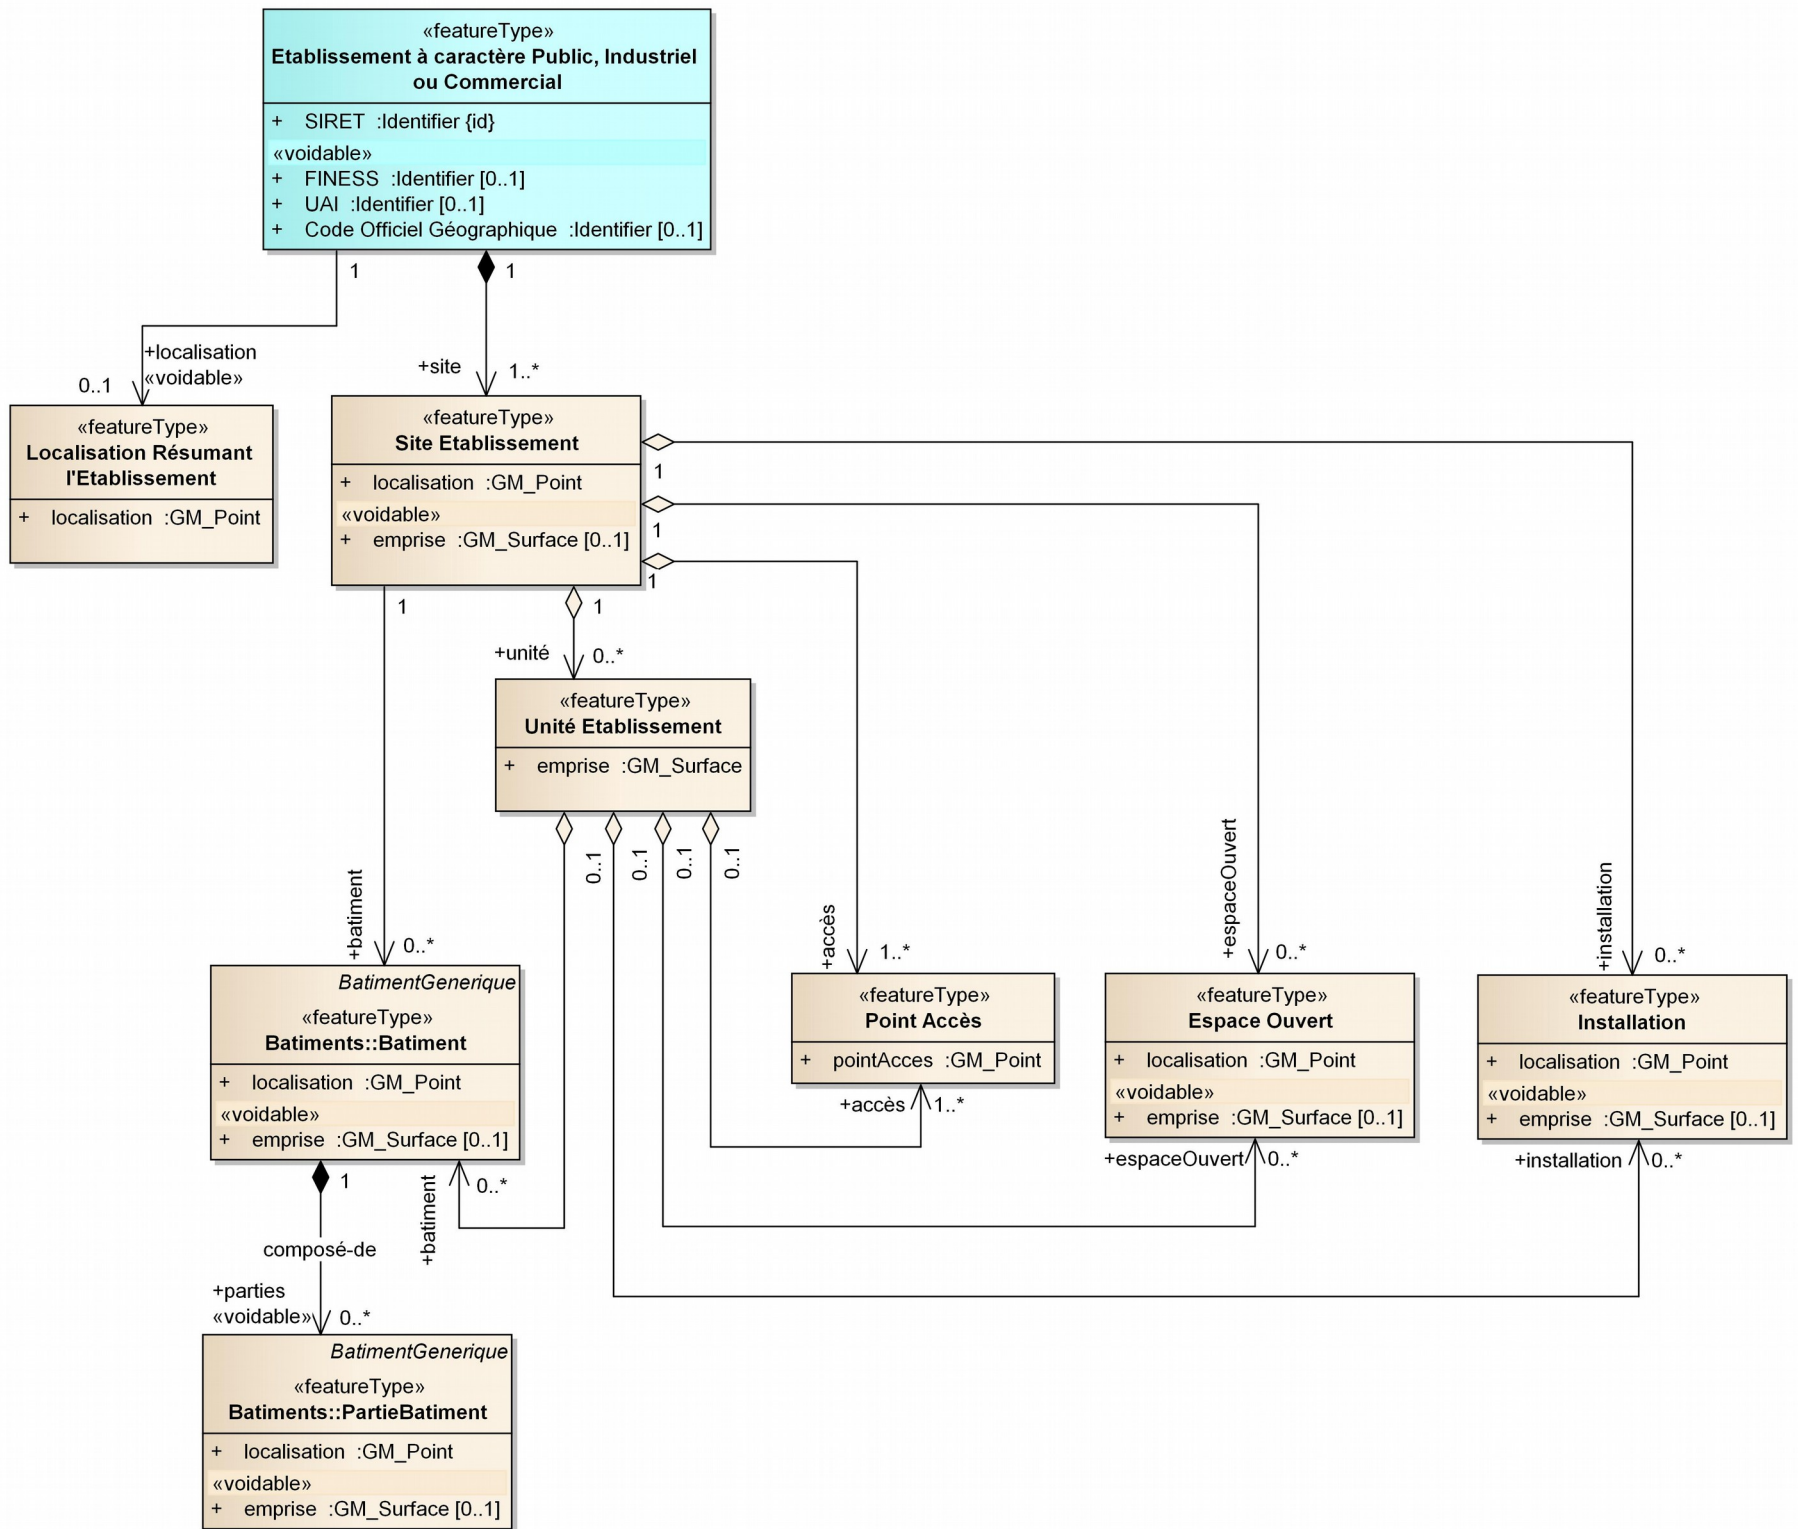 «featureType»
Etablissement à caractère Public, Industriel
ou Commercial
+ SIRET :Identifier {id}
«voidable»
+ FINESS :Identifier [0..1]
+ UAI :Identifier [0..1]
+ Code Officiel Géographique :Identifier [0..1]
1
1
+localisation
«voidable»
0..1
+site
1..*
«featureType»
Localisation Résumant
l'Etablissement
+ localisation :GM_Point
«featureType»
Site Etablissement
+ localisation :GM_Point
«voidable»
+ emprise :GM_Surface [0..1]
1
1
1
1
1
+unité
0..*
«featureType»
Unité Etablissement
+ emprise :GM_Surface
0..1
0..1
0..1
0..1
+batiment
0..*
+accès
1..*
+espaceOuvert
0..*
+installation
0..*
BatimentGenerique
«featureType»
Batiments::Batiment
+ localisation :GM_Point
«voidable»
+ emprise :GM_Surface [0..1]
«featureType»
Point Accès
+ pointAcces :GM_Point
+accès
1..*
«featureType»
Espace Ouvert
+ localisation :GM_Point
«voidable»
+ emprise :GM_Surface [0..1]
+espaceOuvert
0..*
«featureType»
Installation
+ localisation :GM_Point
«voidable»
+ emprise :GM_Surface [0..1]
+installation
0..*
1
+batiment
0..*
composé-de
+parties
«voidable»
0..*
BatimentGenerique
«featureType»
Batiments::PartieBatiment
+ localisation :GM_Point
«voidable»
+ emprise :GM_Surface [0..1]